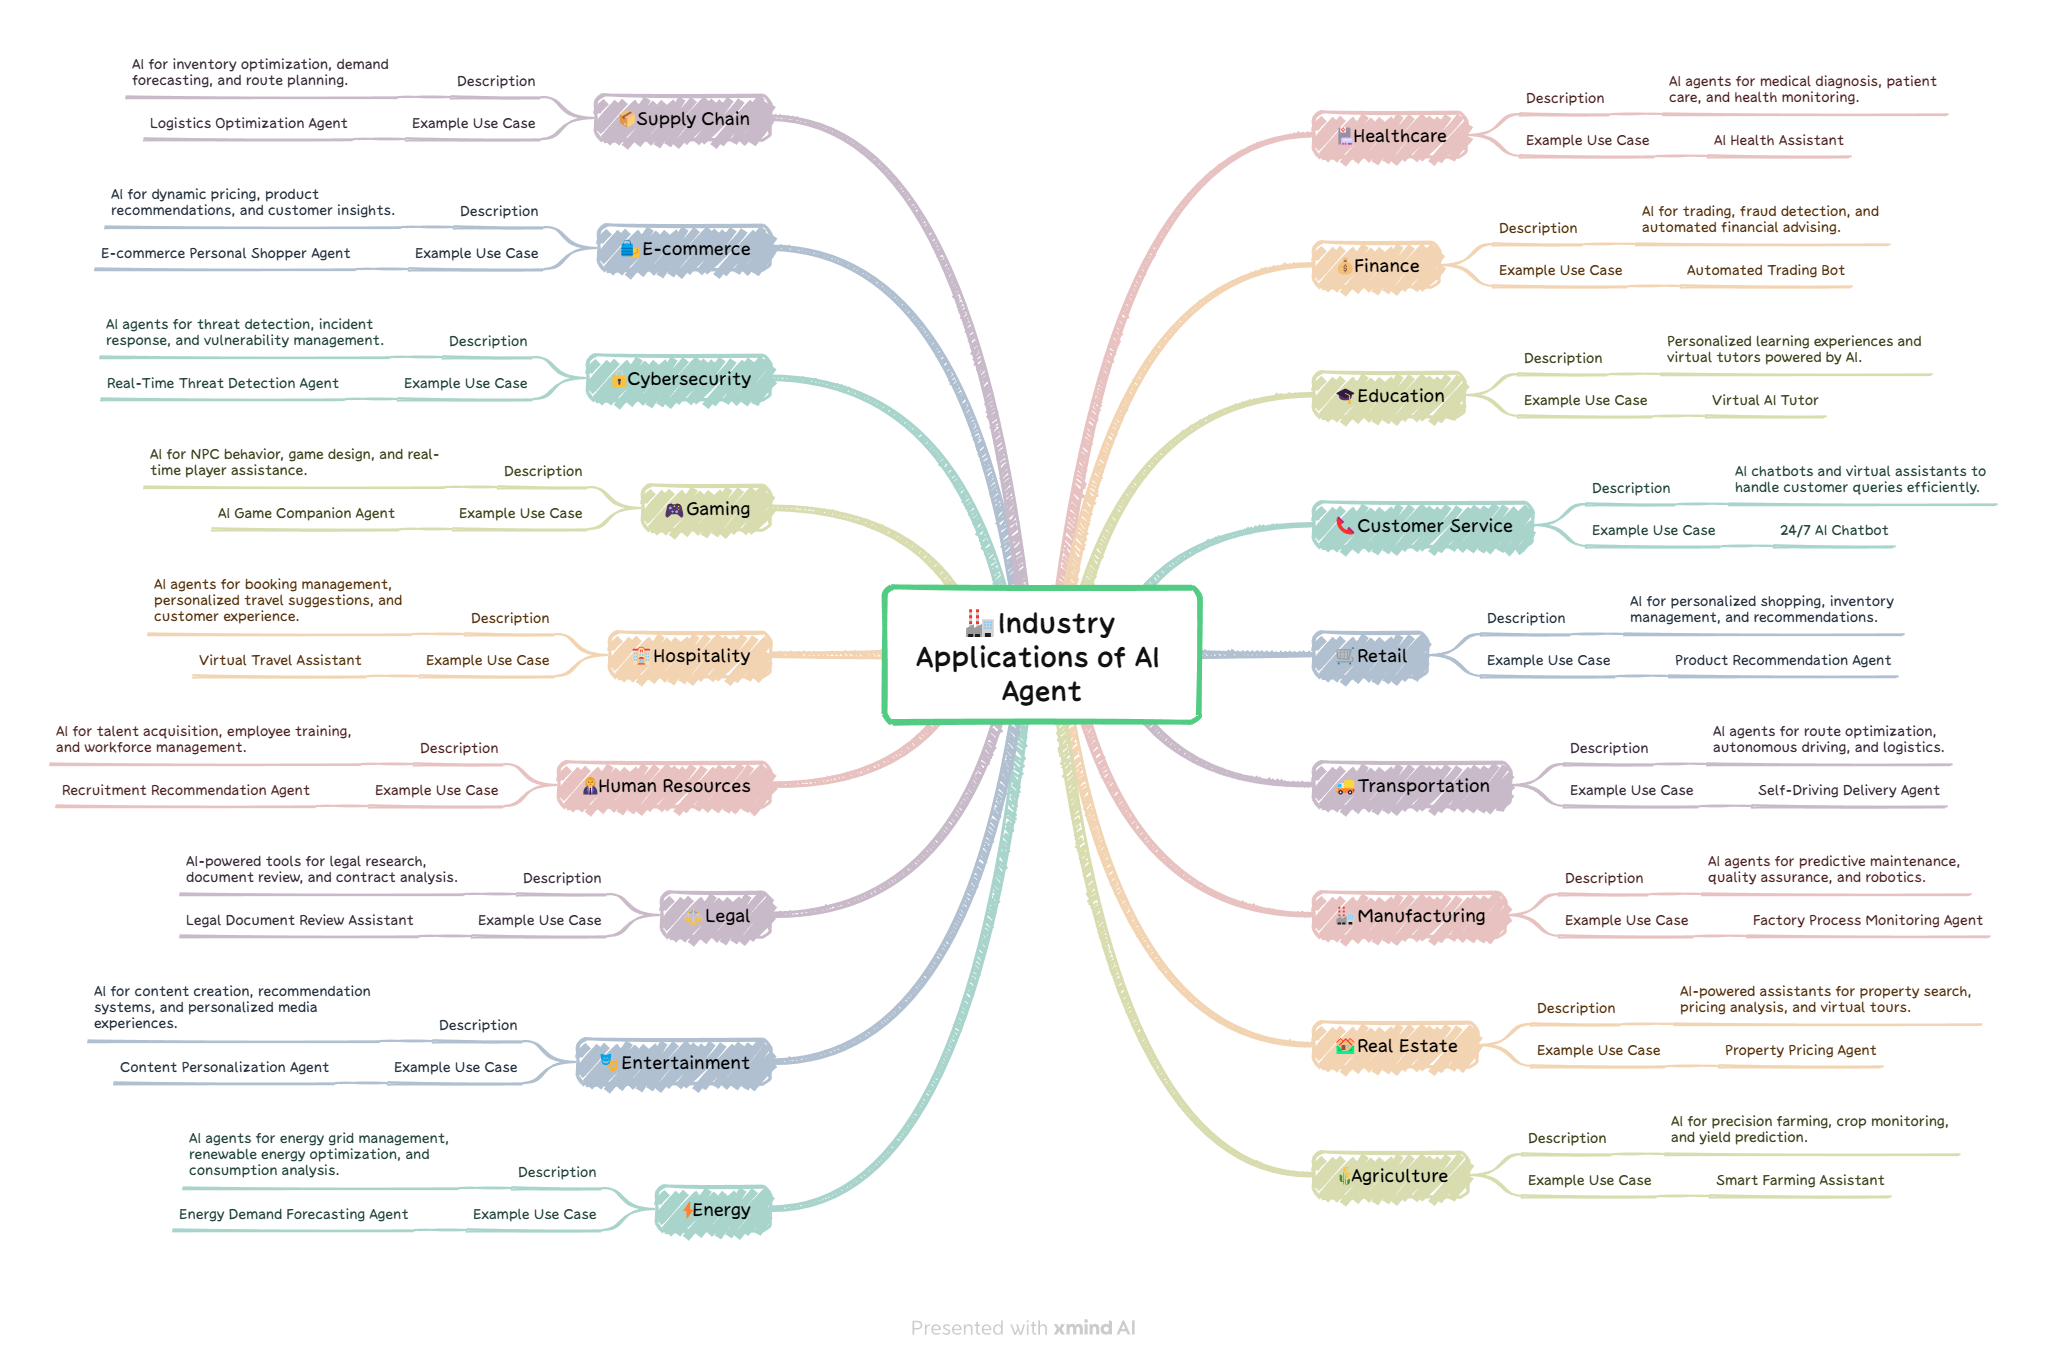 Industry
Applications of AI
Agent
Healthcare
Description
AI agents for medical diagnosis, patient
care, and health monitoring.
Example Use Case
AI Health Assistant
Finance
Description
AI for trading, fraud detection, and
automated financial advising.
Example Use Case
Automated Trading Bot
Education
Description
Personalized learning experiences and
virtual tutors powered by AI.
Example Use Case
Virtual AI Tutor
Customer Service
Description
AI chatbots and virtual assistants to
handle customer queries efficiently.
Example Use Case
24/7 AI Chatbot
Retail
Description
AI for personalized shopping, inventory
management, and recommendations.
Example Use Case
Product Recommendation Agent
Transportation
Description
AI agents for route optimization,
autonomous driving, and logistics.
Example Use Case
Self-Driving Delivery Agent
Manufacturing
Description
AI agents for predictive maintenance,
quality assurance, and robotics.
Example Use Case
Factory Process Monitoring Agent
Real Estate
Description
AI-powered assistants for property search,
pricing analysis, and virtual tours.
Example Use Case
Property Pricing Agent
Agriculture
Description
AI for precision farming, crop monitoring,
and yield prediction.
Example Use Case
Smart Farming Assistant
Supply Chain
Description
AI for inventory optimization, demand
forecasting, and route planning.
Example Use Case
Logistics Optimization Agent
E-commerce
Description
AI for dynamic pricing, product
recommendations, and customer insights.
Example Use Case
E-commerce Personal Shopper Agent
Cybersecurity
Description
AI agents for threat detection, incident
response, and vulnerability management.
Example Use Case
Real-Time Threat Detection Agent
Gaming
Description
AI for NPC behavior, game design, and real-
time player assistance.
Example Use Case
AI Game Companion Agent
Hospitality
Description
AI agents for booking management,
personalized travel suggestions, and
customer experience.
Example Use Case
Virtual Travel Assistant
Human Resources
Description
AI for talent acquisition, employee training,
and workforce management.
Example Use Case
Recruitment Recommendation Agent
Legal
Description
AI-powered tools for legal research,
document review, and contract analysis.
Example Use Case
Legal Document Review Assistant
Entertainment
Description
AI for content creation, recommendation
systems, and personalized media
experiences.
Example Use Case
Content Personalization Agent
Energy
Description
AI agents for energy grid management,
renewable energy optimization, and
consumption analysis.
Example Use Case
Energy Demand Forecasting Agent
Presented with xmind AI